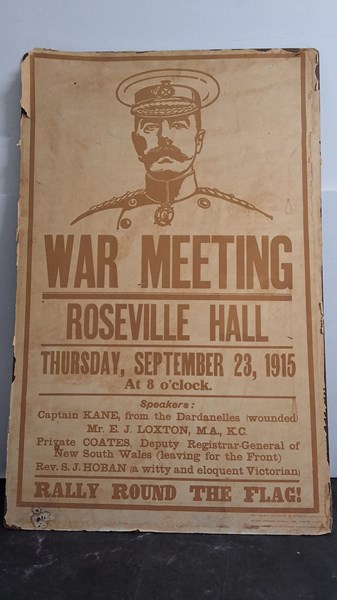 WAR MEETING
ROSEVILLE HALL
THURSDAY, SEPTEMBER 23, 1915
At 8 o'clock.
Speakers:
Captain KANE, from the Dardanelles (wounded)
Mr. E. J. LOXTON, M.A., K.C.
Private COATES, Deputy Registrar-General of
New South Wales (leaving for the Front)
Rev. S. J. HOBAN (a witty and eloquent Victorian)
RALLY ROUND THE FLAG!